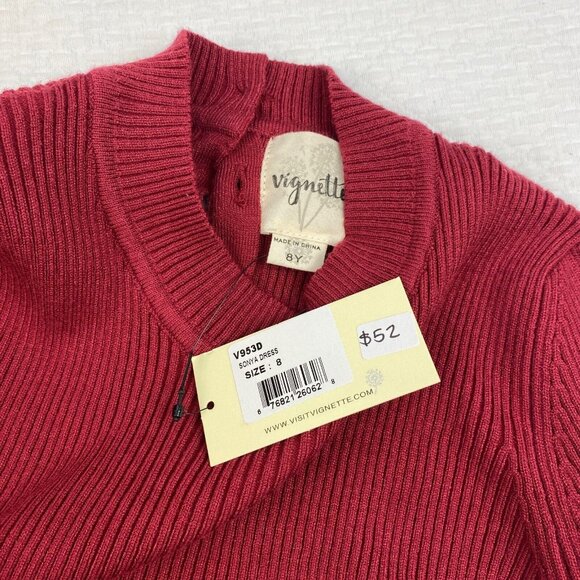 vignette
MADE IN CHINA
8Y
V953D
SONYA DRESS
SIZE : 8
6 76821 26062 8
$52
WWW.VISITVIGNETTE.COM